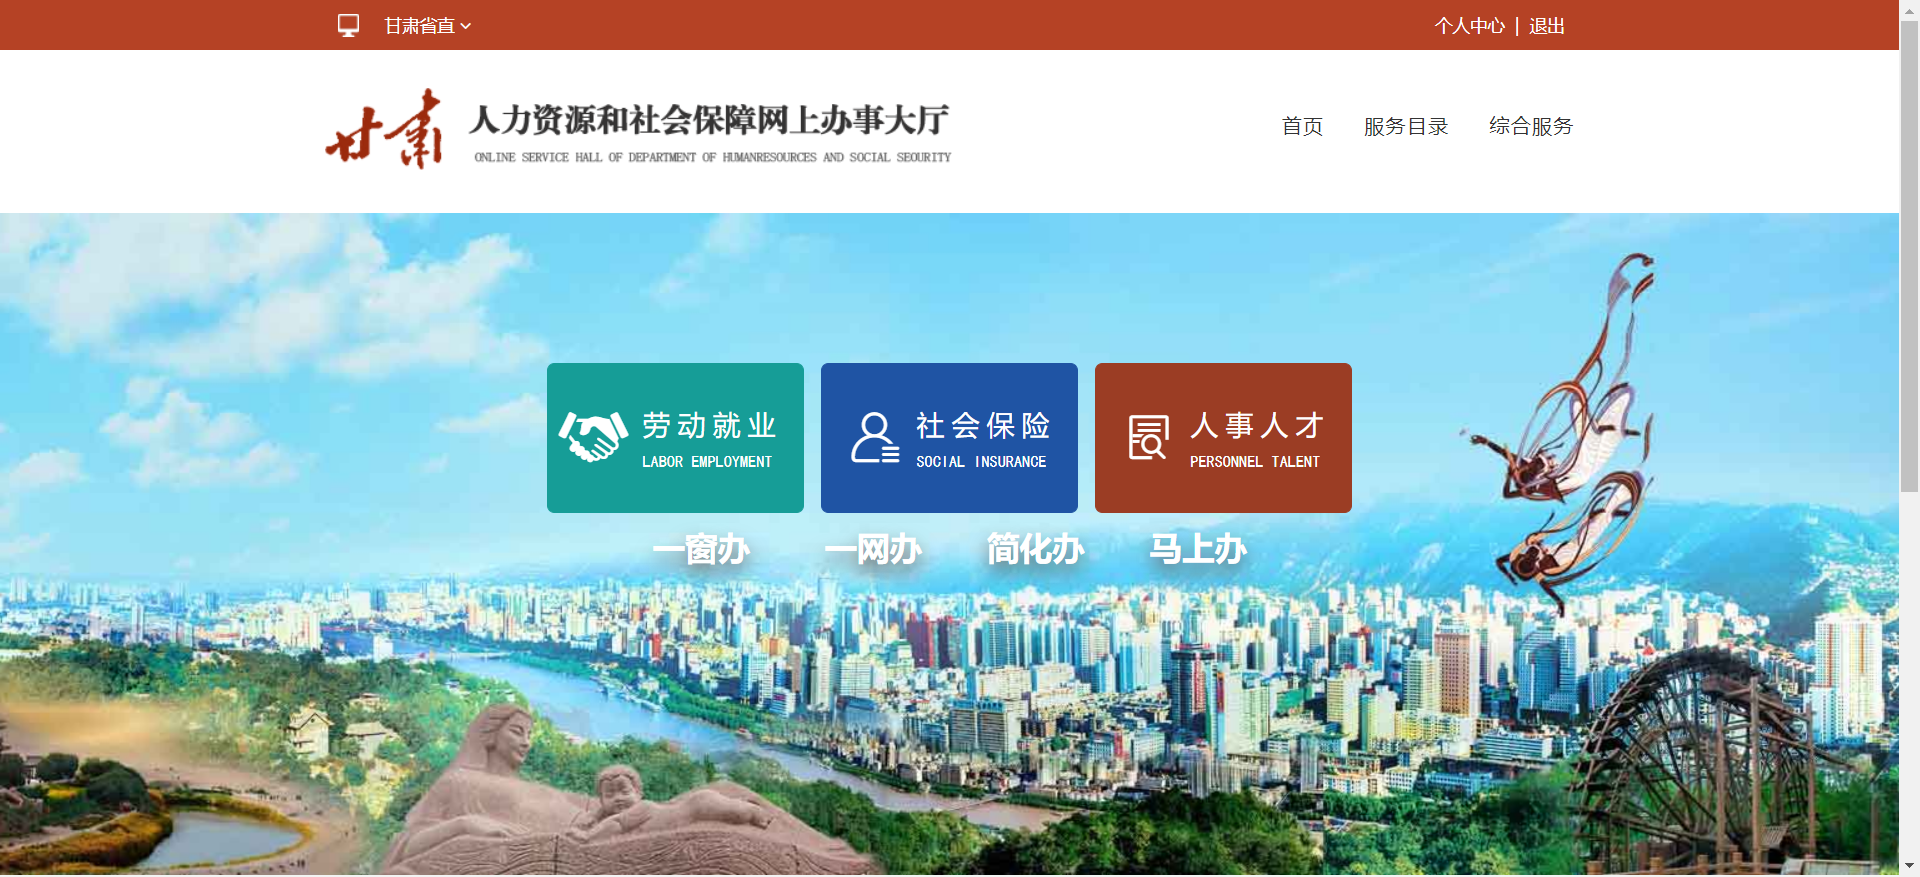 甘肃省直
个人中心 | 退出
甘肃
人力资源和社会保障网上办事大厅
ONLINE SERVICE HALL OF DEPARTMENT OF HUMANRESOURCES AND SOCIAL SEOURITY
首页 服务目录 综合服务
劳动就业
LABOR EMPLOYMENT
社会保险
SOCIAL INSURANCE
人事人才
PERSONNEL TALENT
一窗办 一网办 简化办 马上办